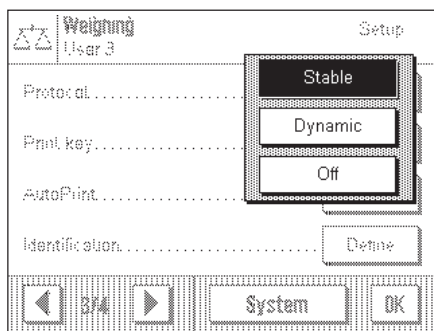 Weighing
User 3
Setup
Protocol
Print key
AutoPrint
Identification
Stable
Dynamic
Off
Define
3/4
System
OK